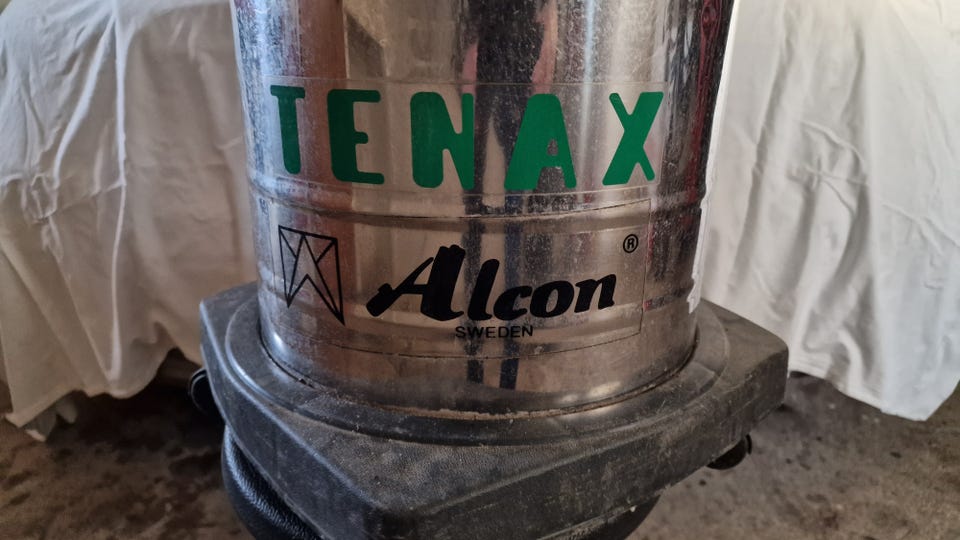 TENAX
Alcon ®
SWEDEN